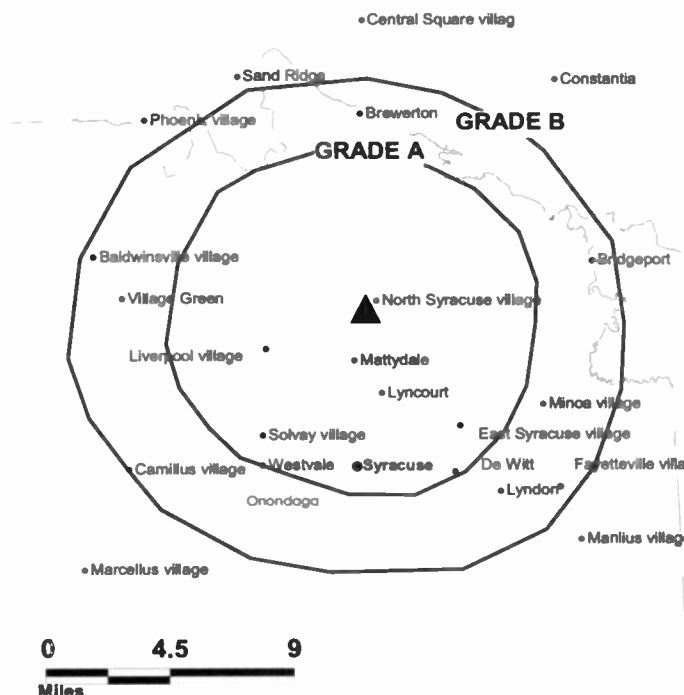 Central Square villag
Sand Ridge
Constantia
Phoenix village
Brewerton
GRADE B
GRADE A
Baldwinsville village
Bridgeport
Village Green
North Syracuse village
Liverpool village
Mattydale
Lyncourt
Minoa village
Solvay village
East Syracuse village
Camillus village
Westvale
Syracuse
De Witt
Fayetteville villa
Lyndon
Onondaga
Manlius village
Marcellus village
0 4.5 9
Miles